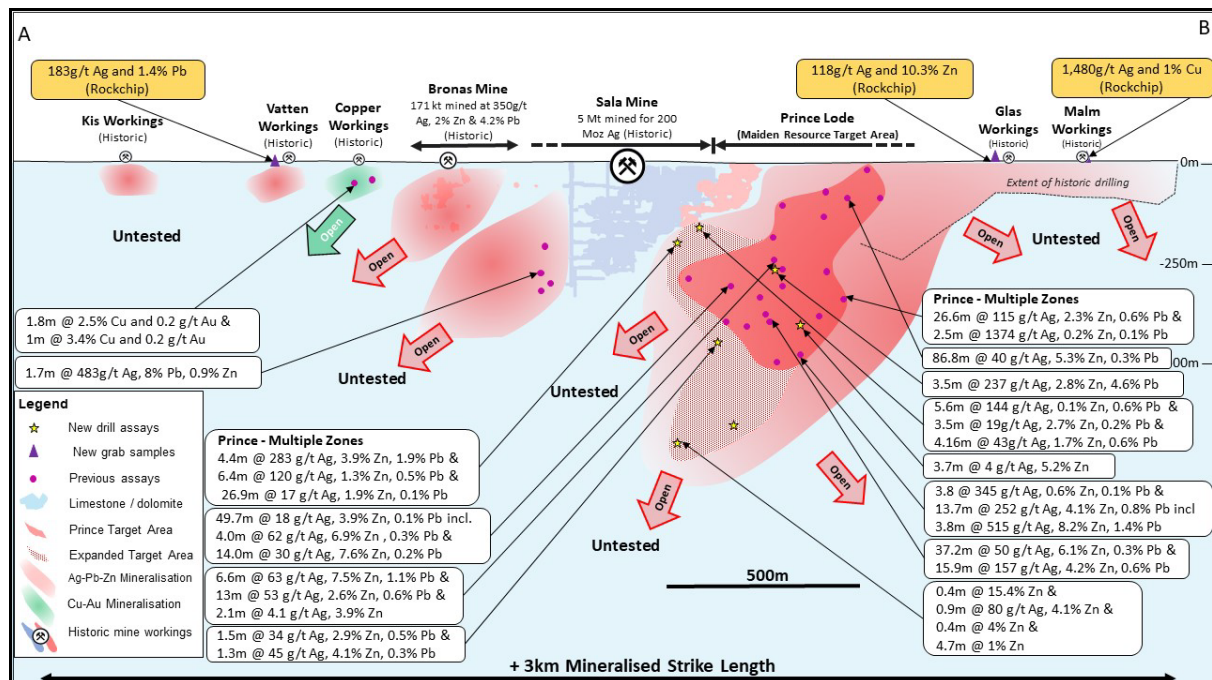 A
B
183g/t Ag and 1.4% Pb
(Rockchip)
118g/t Ag and 10.3% Zn
(Rockchip)
1,480g/t Ag and 1% Cu
(Rockchip)
Kis Workings
(Historic)
Vatten
Workings
(Historic)
Copper
Workings
(Historic)
Bronas Mine
171 kt mined at 350g/t
Ag, 2% Zn & 4.2% Pb
(Historic)
Sala Mine
5 Mt mined for 200
Moz Ag (Historic)
Prince Lode
(Maiden Resource Target Area)
Glas
Workings
(Historic)
Malm
Workings
(Historic)
0m
Extent of historic drilling
Untested
Open
Open
Open
Open
Untested
-250m
1.8m @ 2.5% Cu and 0.2 g/t Au &
1m @ 3.4% Cu and 0.2 g/t Au
Prince - Multiple Zones
26.6m @ 115 g/t Ag, 2.3% Zn, 0.6% Pb &
2.5m @ 1374 g/t Ag, 0.2% Zn, 0.1% Pb
Open
Open
1.7m @ 483g/t Ag, 8% Pb, 0.9% Zn
Untested
Untested
86.8m @ 40 g/t Ag, 5.3% Zn, 0.3% Pb
00m
3.5m @ 237 g/t Ag, 2.8% Zn, 4.6% Pb
5.6m @ 144 g/t Ag, 0.1% Zn, 0.6% Pb &
3.5m @ 19g/t Ag, 2.7% Zn, 0.2% Pb &
4.16m @ 43g/t Ag, 1.7% Zn, 0.6% Pb
3.7m @ 4 g/t Ag, 5.2% Zn
3.8 @ 345 g/t Ag, 0.6% Zn, 0.1% Pb &
13.7m @ 252 g/t Ag, 4.1% Zn, 0.8% Pb incl
3.8m @ 515 g/t Ag, 8.2% Zn, 1.4% Pb
37.2m @ 50 g/t Ag, 6.1% Zn, 0.3% Pb &
15.9m @ 157 g/t Ag, 4.2% Zn, 0.6% Pb
0.4m @ 15.4% Zn &
0.9m @ 80 g/t Ag, 4.1% Zn &
0.4m @ 4% Zn &
4.7m @ 1% Zn
Open
Open
Untested
500m
Legend
New drill assays
New grab samples
Previous assays
Limestone / dolomite
Prince Target Area
Expanded Target Area
Ag-Pb-Zn Mineralisation
Cu-Au Mineralisation
Historic mine workings
Prince - Multiple Zones
4.4m @ 283 g/t Ag, 3.9% Zn, 1.9% Pb &
6.4m @ 120 g/t Ag, 1.3% Zn, 0.5% Pb &
26.9m @ 17 g/t Ag, 1.9% Zn, 0.1% Pb
49.7m @ 18 g/t Ag, 3.9% Zn, 0.1% Pb incl.
4.0m @ 62 g/t Ag, 6.9% Zn , 0.3% Pb &
14.0m @ 30 g/t Ag, 7.6% Zn, 0.2% Pb
6.6m @ 63 g/t Ag, 7.5% Zn, 1.1% Pb &
13m @ 53 g/t Ag, 2.6% Zn, 0.6% Pb &
2.1m @ 4.1 g/t Ag, 3.9% Zn
1.5m @ 34 g/t Ag, 2.9% Zn, 0.5% Pb &
1.3m @ 45 g/t Ag, 4.1% Zn, 0.3% Pb
+ 3km Mineralised Strike Length